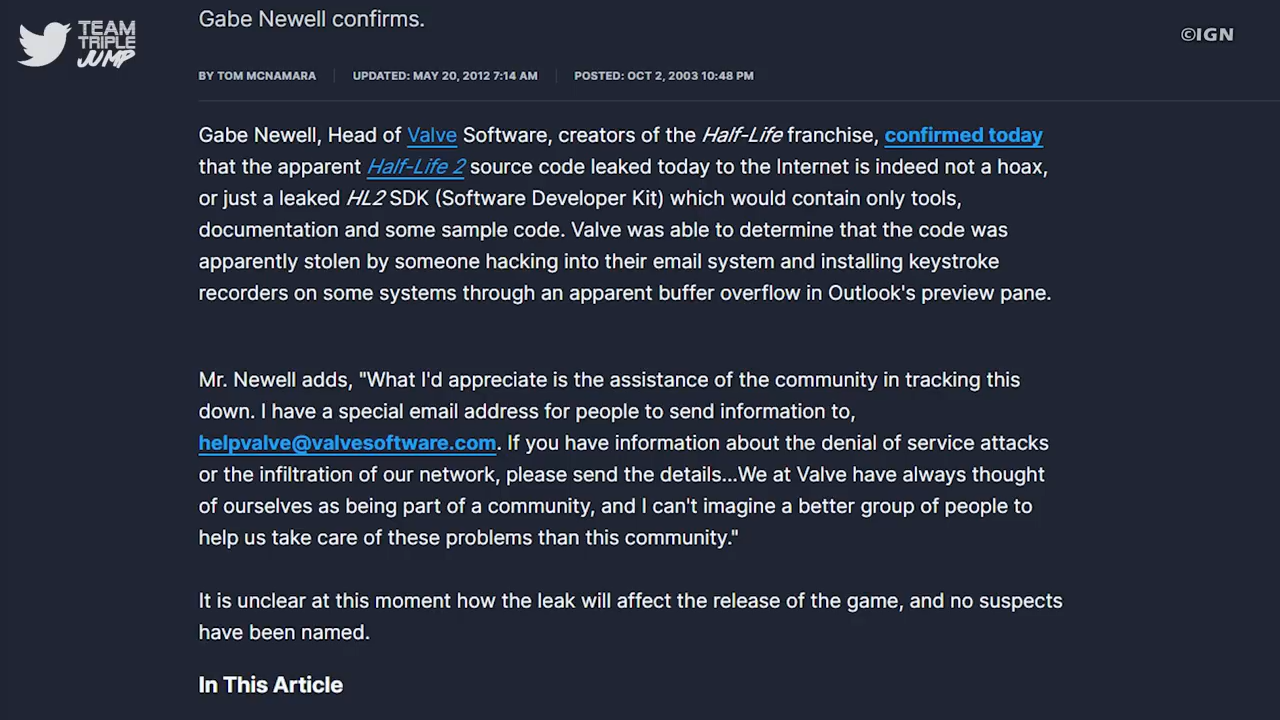 Gabe Newell confirms.
TEAM
TRIPLE
JUMP
©IGN
BY TOM MCNAMARA UPDATED: MAY 20, 2012 7:14 AM POSTED: OCT 2, 2003 10:48 PM
Gabe Newell, Head of Valve Software, creators of the Half-Life franchise, confirmed today
that the apparent Half-Life 2 source code leaked today to the Internet is indeed not a hoax,
or just a leaked HL2 SDK (Software Developer Kit) which would contain only tools,
documentation and some sample code. Valve was able to determine that the code was
apparently stolen by someone hacking into their email system and installing keystroke
recorders on some systems through an apparent buffer overflow in Outlook's preview pane.
Mr. Newell adds, "What I'd appreciate is the assistance of the community in tracking this
down. I have a special email address for people to send information to,
helpvalve@valvesoftware.com. If you have information about the denial of service attacks
or the infiltration of our network, please send the details...We at Valve have always thought
of ourselves as being part of a community, and I can't imagine a better group of people to
help us take care of these problems than this community."
It is unclear at this moment how the leak will affect the release of the game, and no suspects
have been named.
In This Article